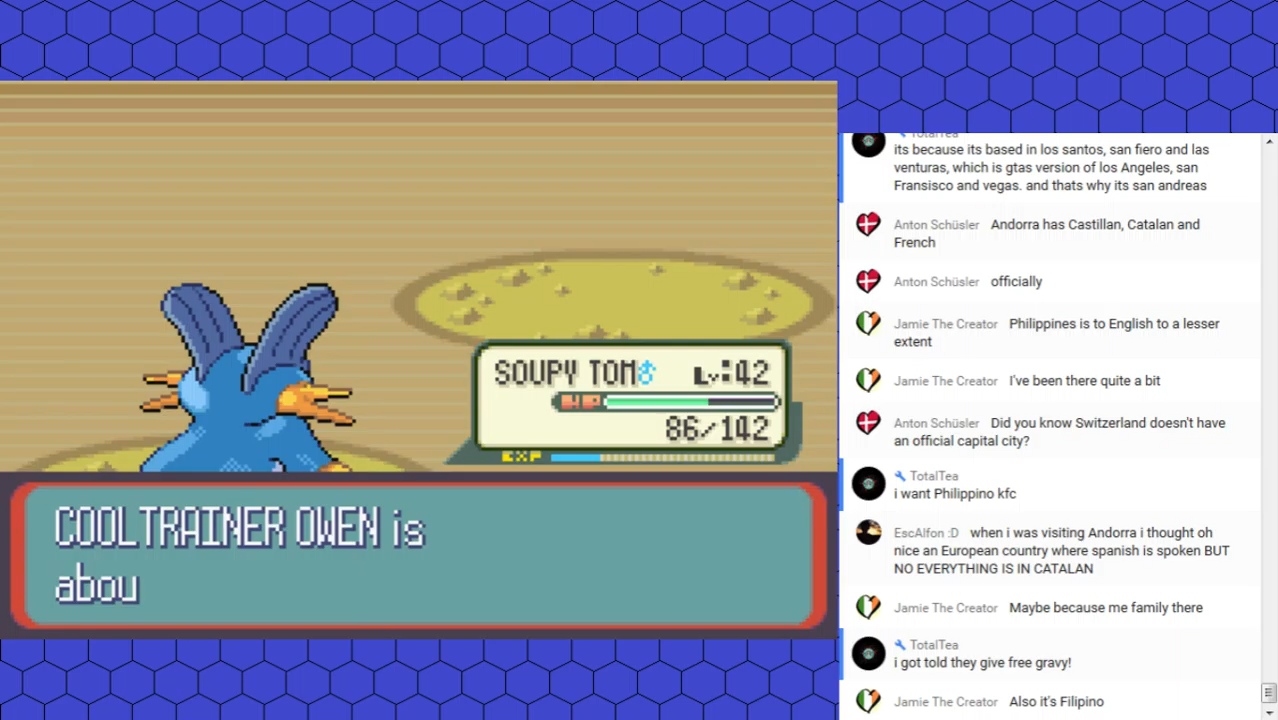 SOUPY TOM♂ Lv:42
HP
86/142
EXP
COOLTRAINER OWEN is
abou
TotalTea
its because its based in los santos, san fiero and las
venturas, which is gtas version of los Angeles, san
Fransisco and vegas. and thats why its san andreas
Anton Schüsler Andorra has Castillan, Catalan and
French
Anton Schüsler officially
Jamie The Creator Philippines is to English to a lesser
extent
Jamie The Creator I've been there quite a bit
Anton Schüsler Did you know Switzerland doesn't have
an official capital city?
TotalTea
i want Philippino kfc
EscAlfon :D when i was visiting Andorra i thought oh
nice an European country where spanish is spoken BUT
NO EVERYTHING IS IN CATALAN
Jamie The Creator Maybe because me family there
TotalTea
i got told they give free gravy!
Jamie The Creator Also it's Filipino